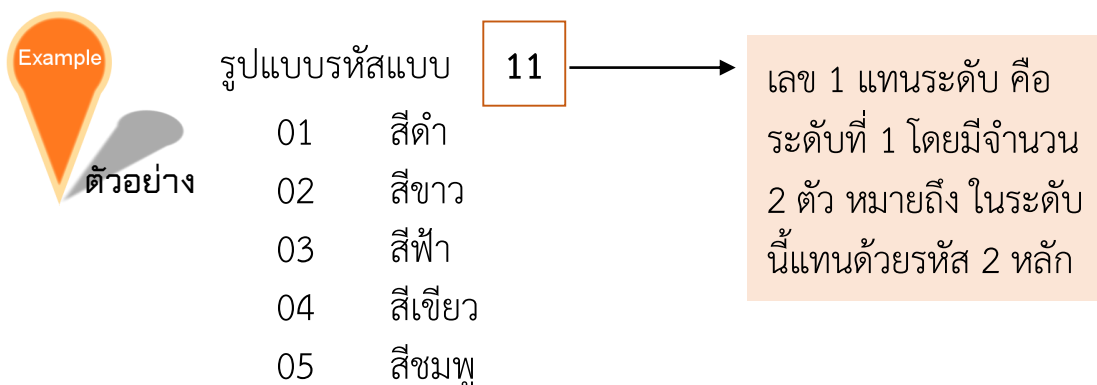 Example
ตัวอย่าง
รูปแบบรหัสแบบ 11
01 สีดำ
02 สีขาว
03 สีฟ้า
04 สีเขียว
05 สีชมพู
เลข 1 แทนระดับ คือ
ระดับที่ 1 โดยมีจำนวน
2 ตัว หมายถึง ในระดับ
นี้แทนด้วยรหัส 2 หลัก